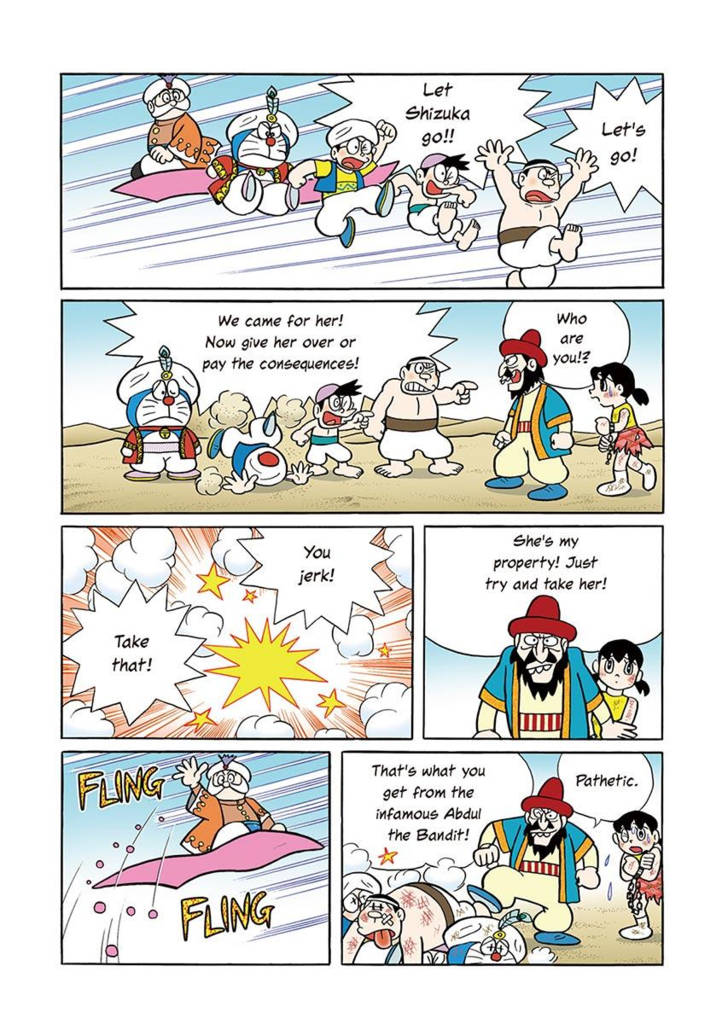 Let
Shizuka
go!!
Let's
go!
We came for her!
Now give her over or
pay the consequences!
Who
are
you!?
You
jerk!
Take
that!
She's my
property! Just
try and take her!
FLING
FLING
That's what you
get from the
infamous Abdul
the Bandit!
Pathetic.